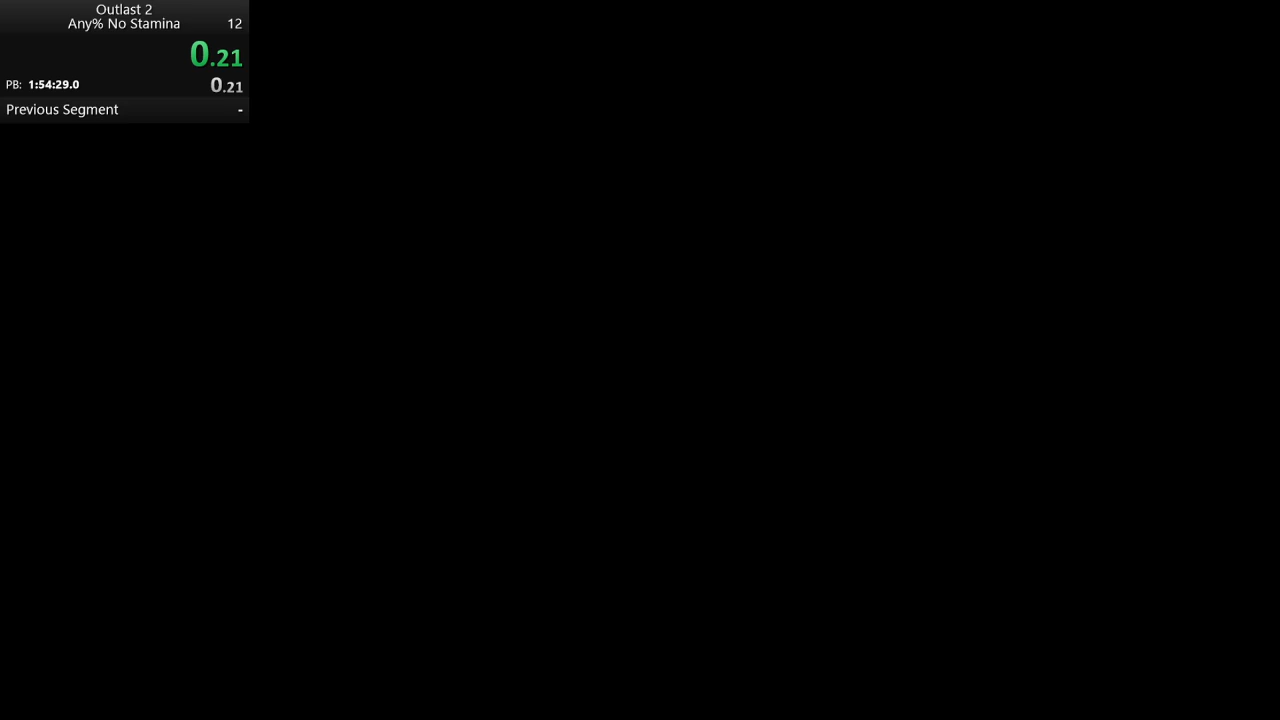 Outlast 2
Any% No Stamina 12
0.21
PB: 1:54:29.0 0.21
Previous Segment -